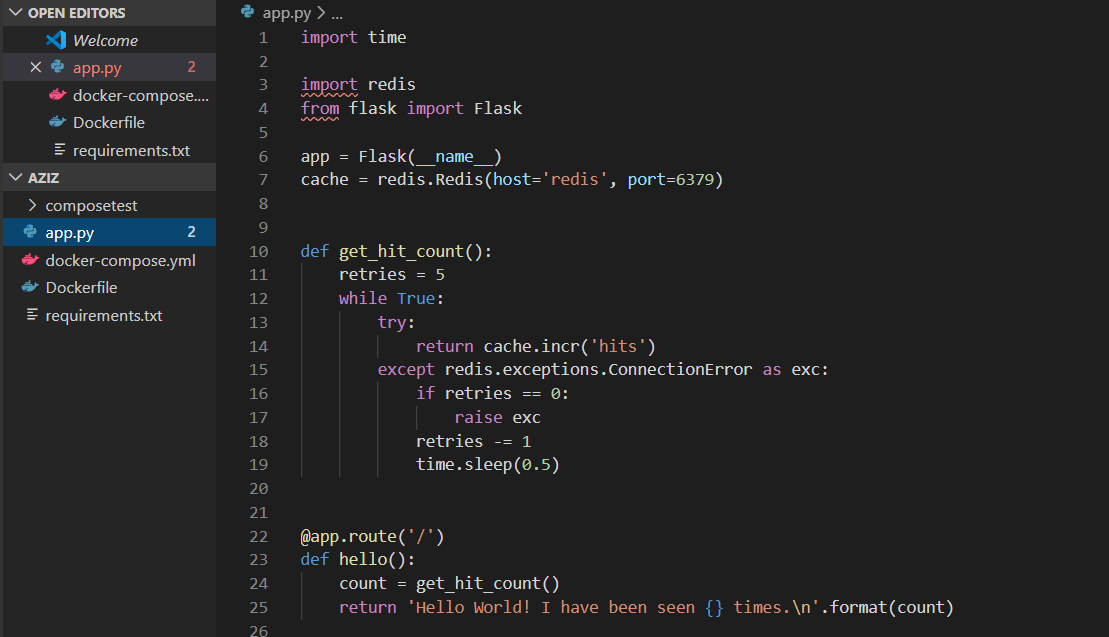 OPEN EDITORS
Welcome
app.py 2
docker-compose....
Dockerfile
requirements.txt
AZIZ
composetest
app.py 2
docker-compose.yml
Dockerfile
requirements.txt
app.py > ...
1 import time
2
3 import redis
4 from flask import Flask
5
6 app = Flask(__name__)
7 cache = redis.Redis(host='redis', port=6379)
8
9
10 def get_hit_count():
11     retries = 5
12     while True:
13         try:
14             return cache.incr('hits')
15         except redis.exceptions.ConnectionError as exc:
16             if retries == 0:
17                 raise exc
18             retries -= 1
19             time.sleep(0.5)
20
21
22 @app.route('/')
23 def hello():
24     count = get_hit_count()
25     return 'Hello World! I have been seen {} times.\n'.format(count)
26